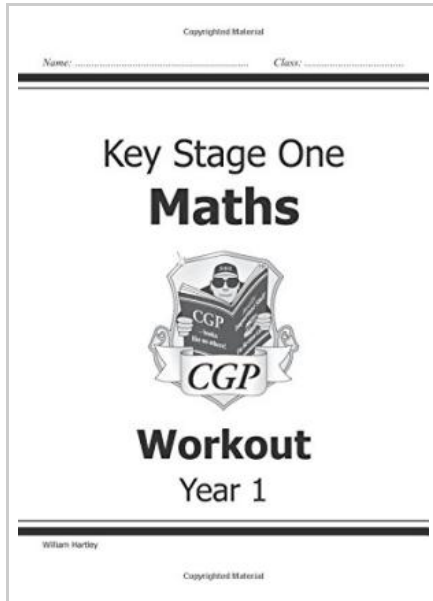 Copyrighted Material
Name: ........................................................ Class: .................................
Key Stage One
Maths
CGP
CGP
Workout
Year 1
William Hartley
Copyrighted Material